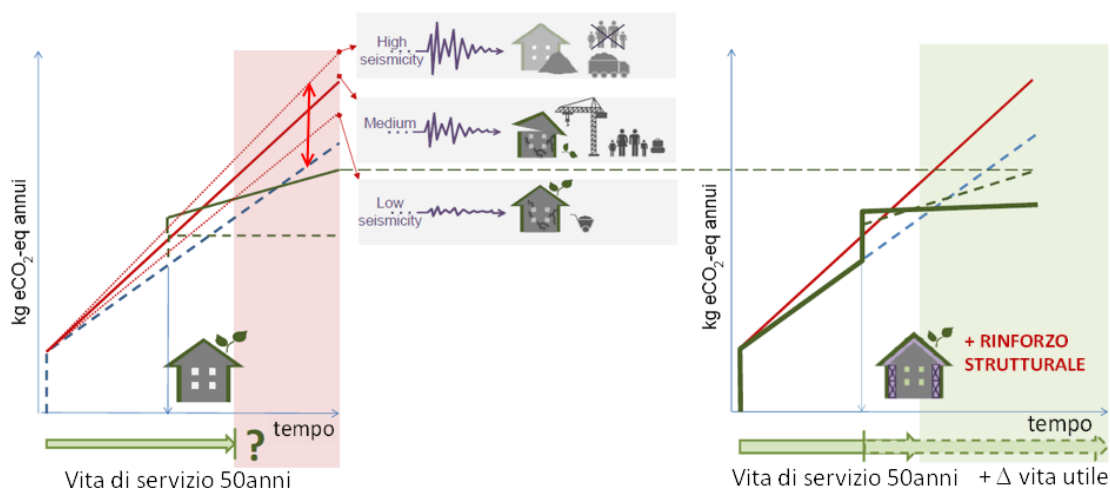 kg eCO₂-eq annui
High
seismicity
Medium
Low
seismicity
tempo
?
Vita di servizio 50anni
kg eCO₂-eq annui
+ RINFORZO
STRUTTURALE
tempo
Vita di servizio 50anni + Δ vita utile